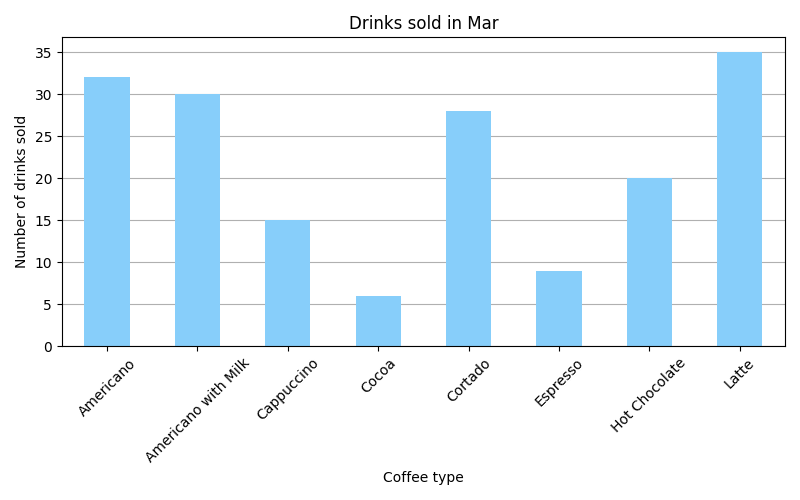 Drinks sold in Mar
Number of drinks sold
35
30
25
20
15
10
5
0
Americano
Americano with Milk
Cappuccino
Cocoa
Cortado
Espresso
Hot Chocolate
Latte
Coffee type